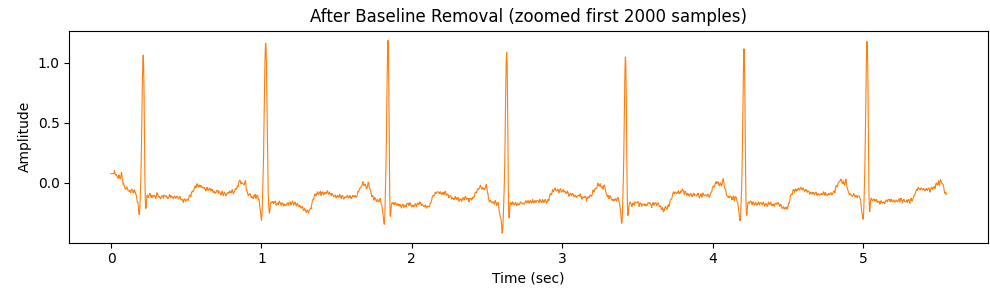 After Baseline Removal (zoomed first 2000 samples)
Amplitude
1.0
0.5
0.0
0 1 2 3 4 5
Time (sec)